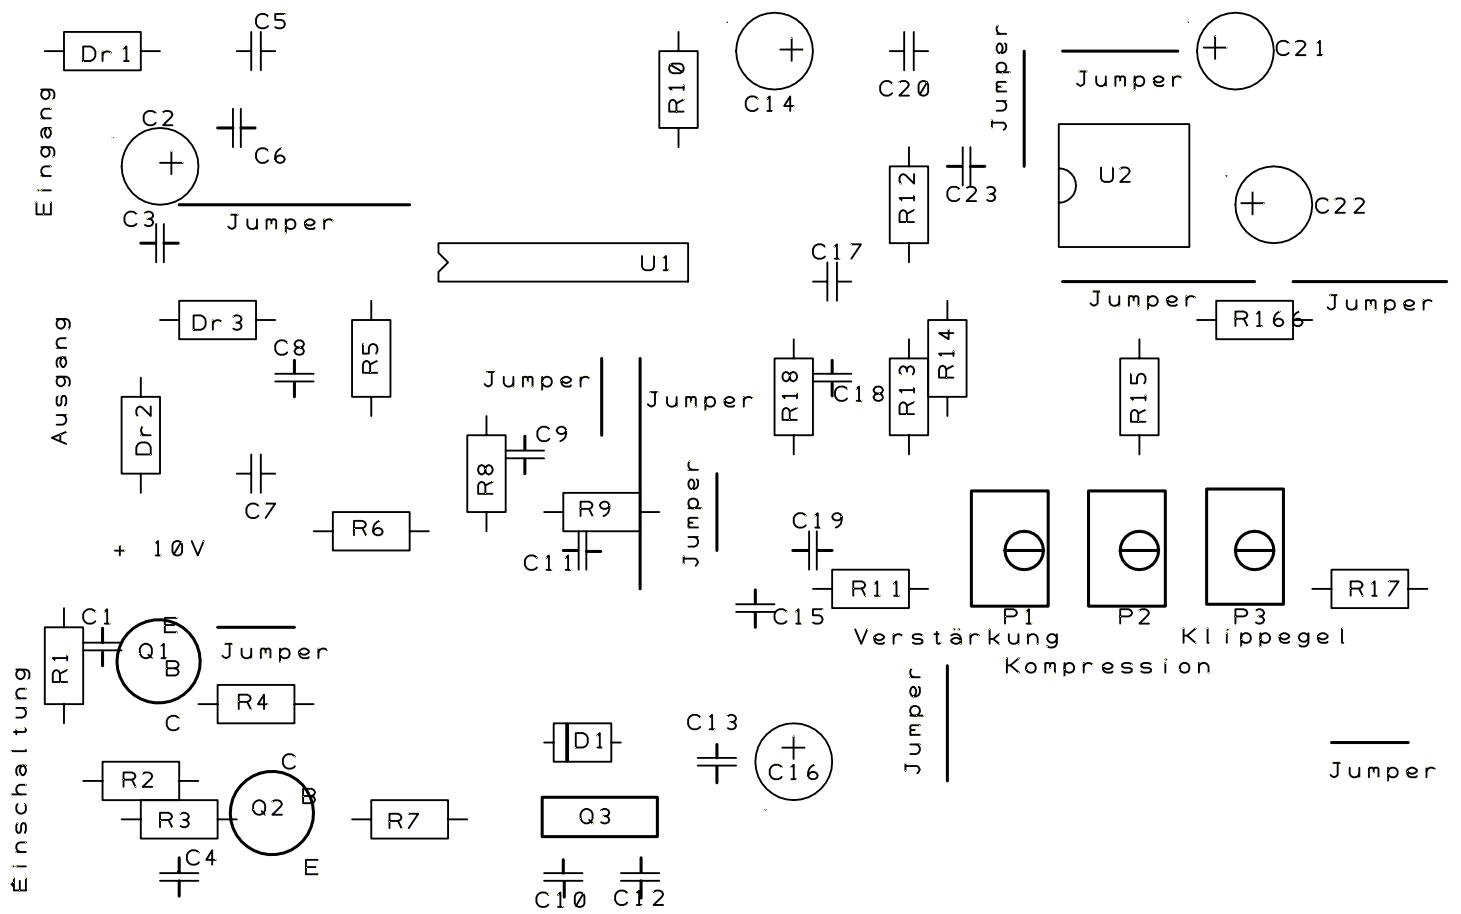 C5
Dr1
C14
R10
C20
Jumper
Jumper
C21
Eingang
C2
C6
C3
Jumper
R12
C23
U2
C22
U1
C17
Jumper
Jumper
Ausgang
Dr3
C8
R5
Jumper
Jumper
R18
C18
R13
R14
R166
R15
Dr2
C7
R6
R8
C9
R9
C11
Jumper
C19
+ 10V
C15
R11
P1
P2
P3
R17
Verstärkung
Klippegel
Kompression
R1
C1
E
Q1
B
C
Jumper
R4
Einschaltung
R2
R3
C
B
Q2
E
C4
R7
D1
Q3
C10
C12
C13
C16
Jumper
Jumper